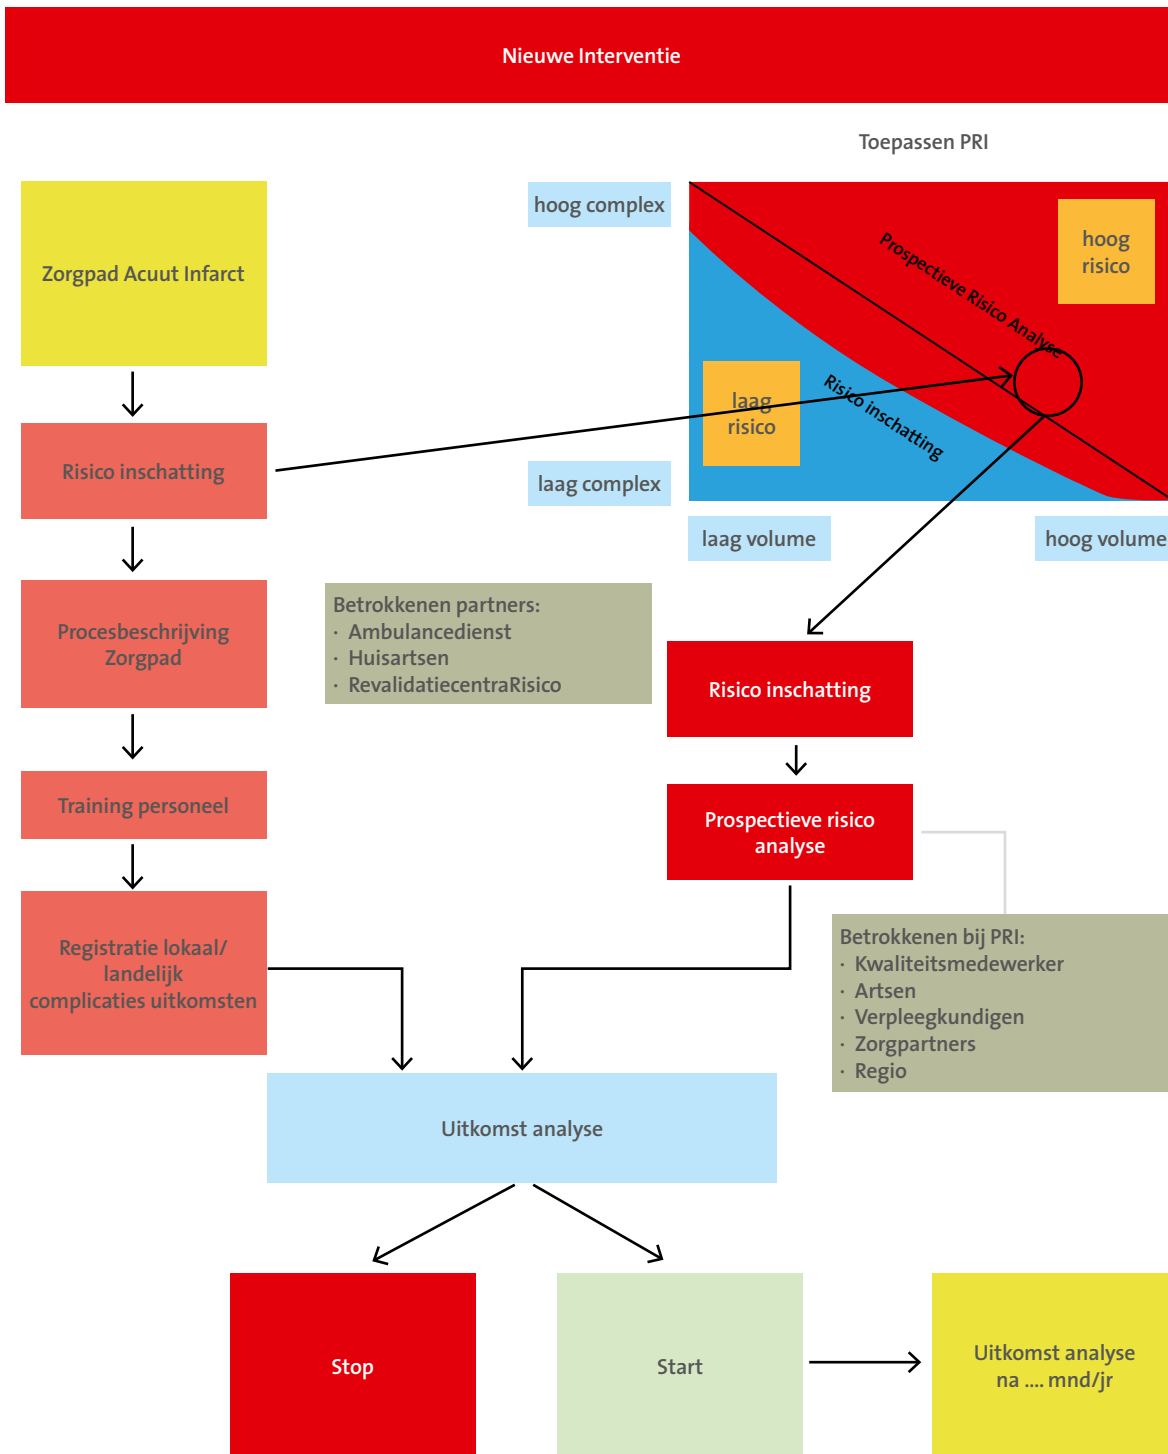 Nieuwe Interventie
Toepassen PRI
Zorgpad Acuut Infarct
hoog complex
Prospectieve Risico Analyse
hoog
risico
laag
risico
Risico inschatting
Risico inschatting
laag complex
laag volume
hoog volume
Procesbeschrijving
Zorgpad
Betrokkenen partners:
· Ambulancedienst
· Huisartsen
· RevalidatiecentraRisico
Risico inschatting
Training personeel
Prospectieve risico
analyse
Registratie lokaal/
landelijk
complicaties uitkomsten
Betrokkenen bij PRI:
· Kwaliteitsmedewerker
· Artsen
· Verpleegkundigen
· Zorgpartners
· Regio
Uitkomst analyse
Stop
Start
Uitkomst analyse
na .... mnd/jr